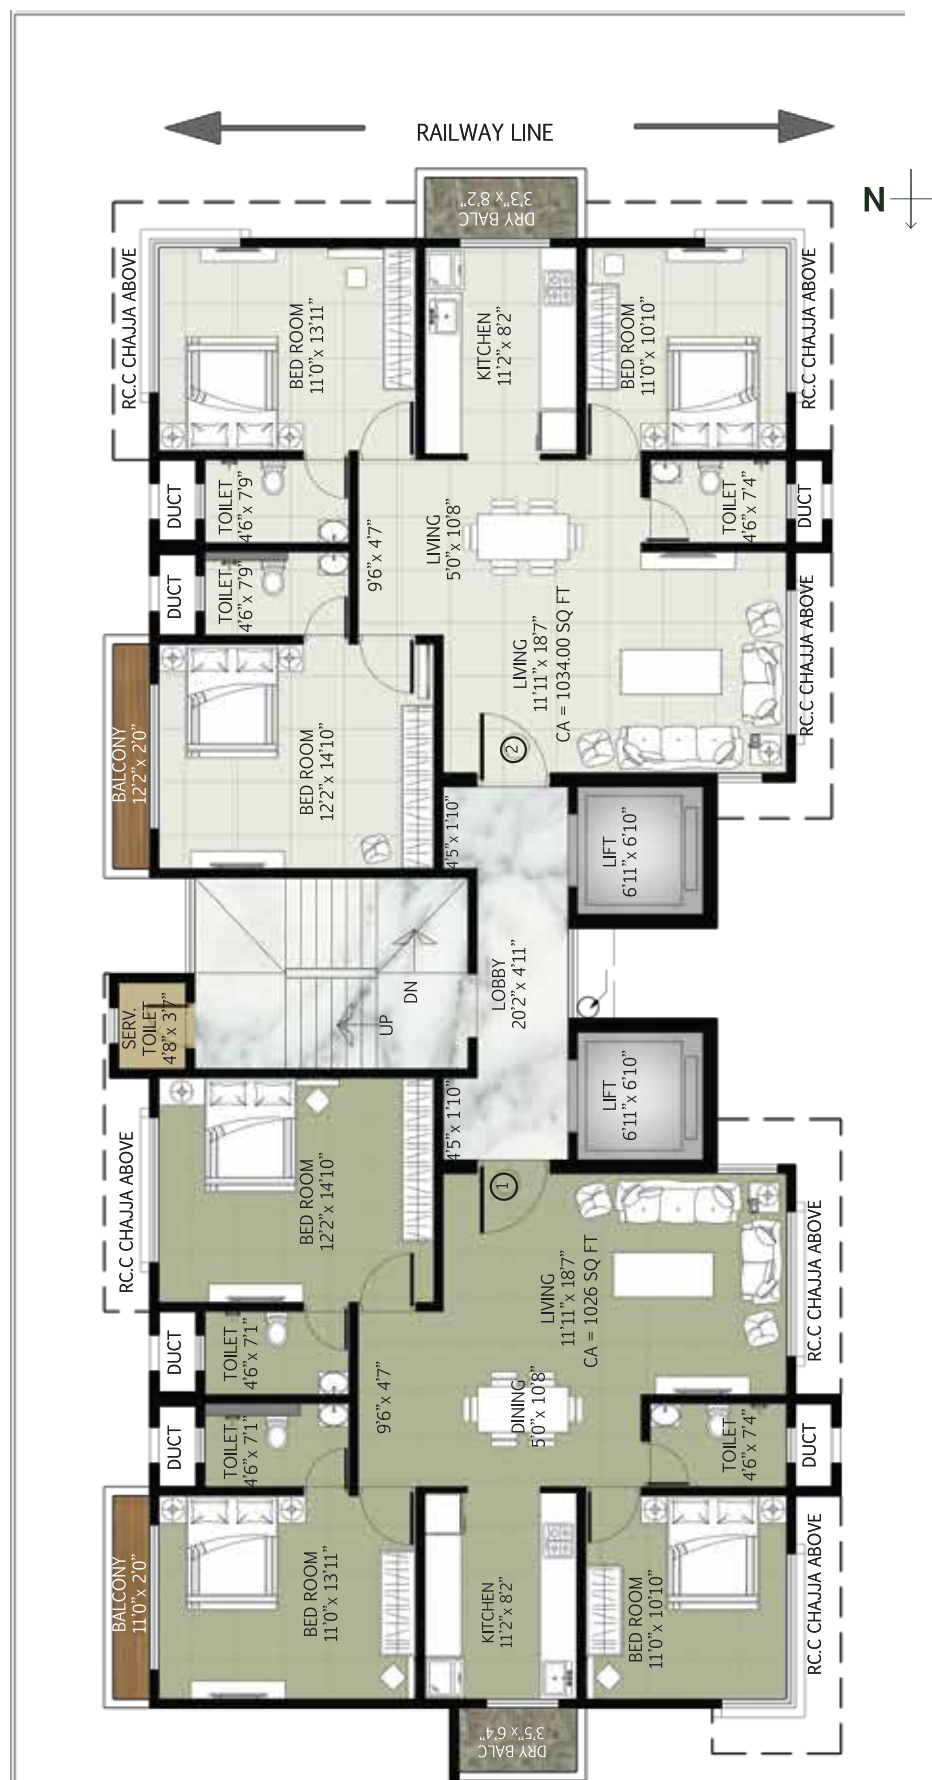 RAILWAY LINE
N
DRY BALC
3'3" x 8'2"
RC.C CHAJJA ABOVE
BED ROOM
11'0"x 13'11"
KITCHEN
11'2"x 8'2"
BED ROOM
11'0"x 10'10"
RC.C CHAJJA ABOVE
DUCT
TOILET
4'6"x 7'9"
9'6"x 4'7"
LIVING
5'0"x 10'8"
TOILET
4'6"x 7'4"
DUCT
DUCT
TOILET
4'6"x 7'9"
BALCONY
12'2"x 2'0"
BED ROOM
12'2"x 14'10"
LIVING
11'11"x 18'7"
CA = 1034.00 SQ FT
RC.C CHAJJA ABOVE
2
4'5"x 1'10"
LIFT
6'11"x 6'10"
LOBBY
20'2"x 4'11"
DN
UP
SERV.
TOILET
4'8"x 3'7"
LIFT
6'11"x 6'10"
4'5"x 1'10"
1
RC.C CHAJJA ABOVE
BED ROOM
12'2"x 14'10"
LIVING
11'11"x 18'7"
CA = 1026 SQ FT
RC.C CHAJJA ABOVE
DUCT
TOILET
4'6"x 7'1"
9'6"x 4'7"
DINING
5'0"x 10'8"
DUCT
TOILET
4'6"x 7'1"
TOILET
4'6"x 7'4"
DUCT
BALCONY
11'0"x 2'0"
BED ROOM
11'0"x 13'11"
KITCHEN
11'2"x 8'2"
BED ROOM
11'0"x 10'10"
RC.C CHAJJA ABOVE
DRY BALC
3'5" x 6'4"